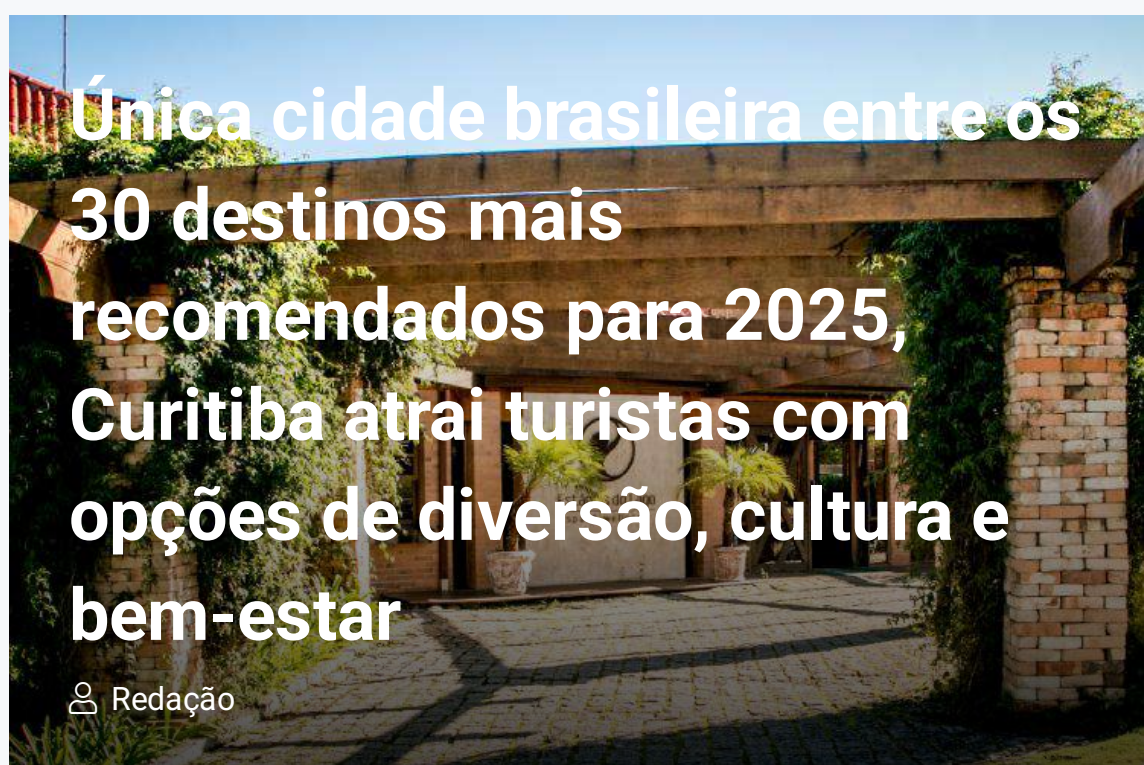 Única cidade brasileira entre os
30 destinos mais
recomendados para 2025,
Curitiba atrai turistas com
opções de diversão, cultura e
bem-estar
Redação